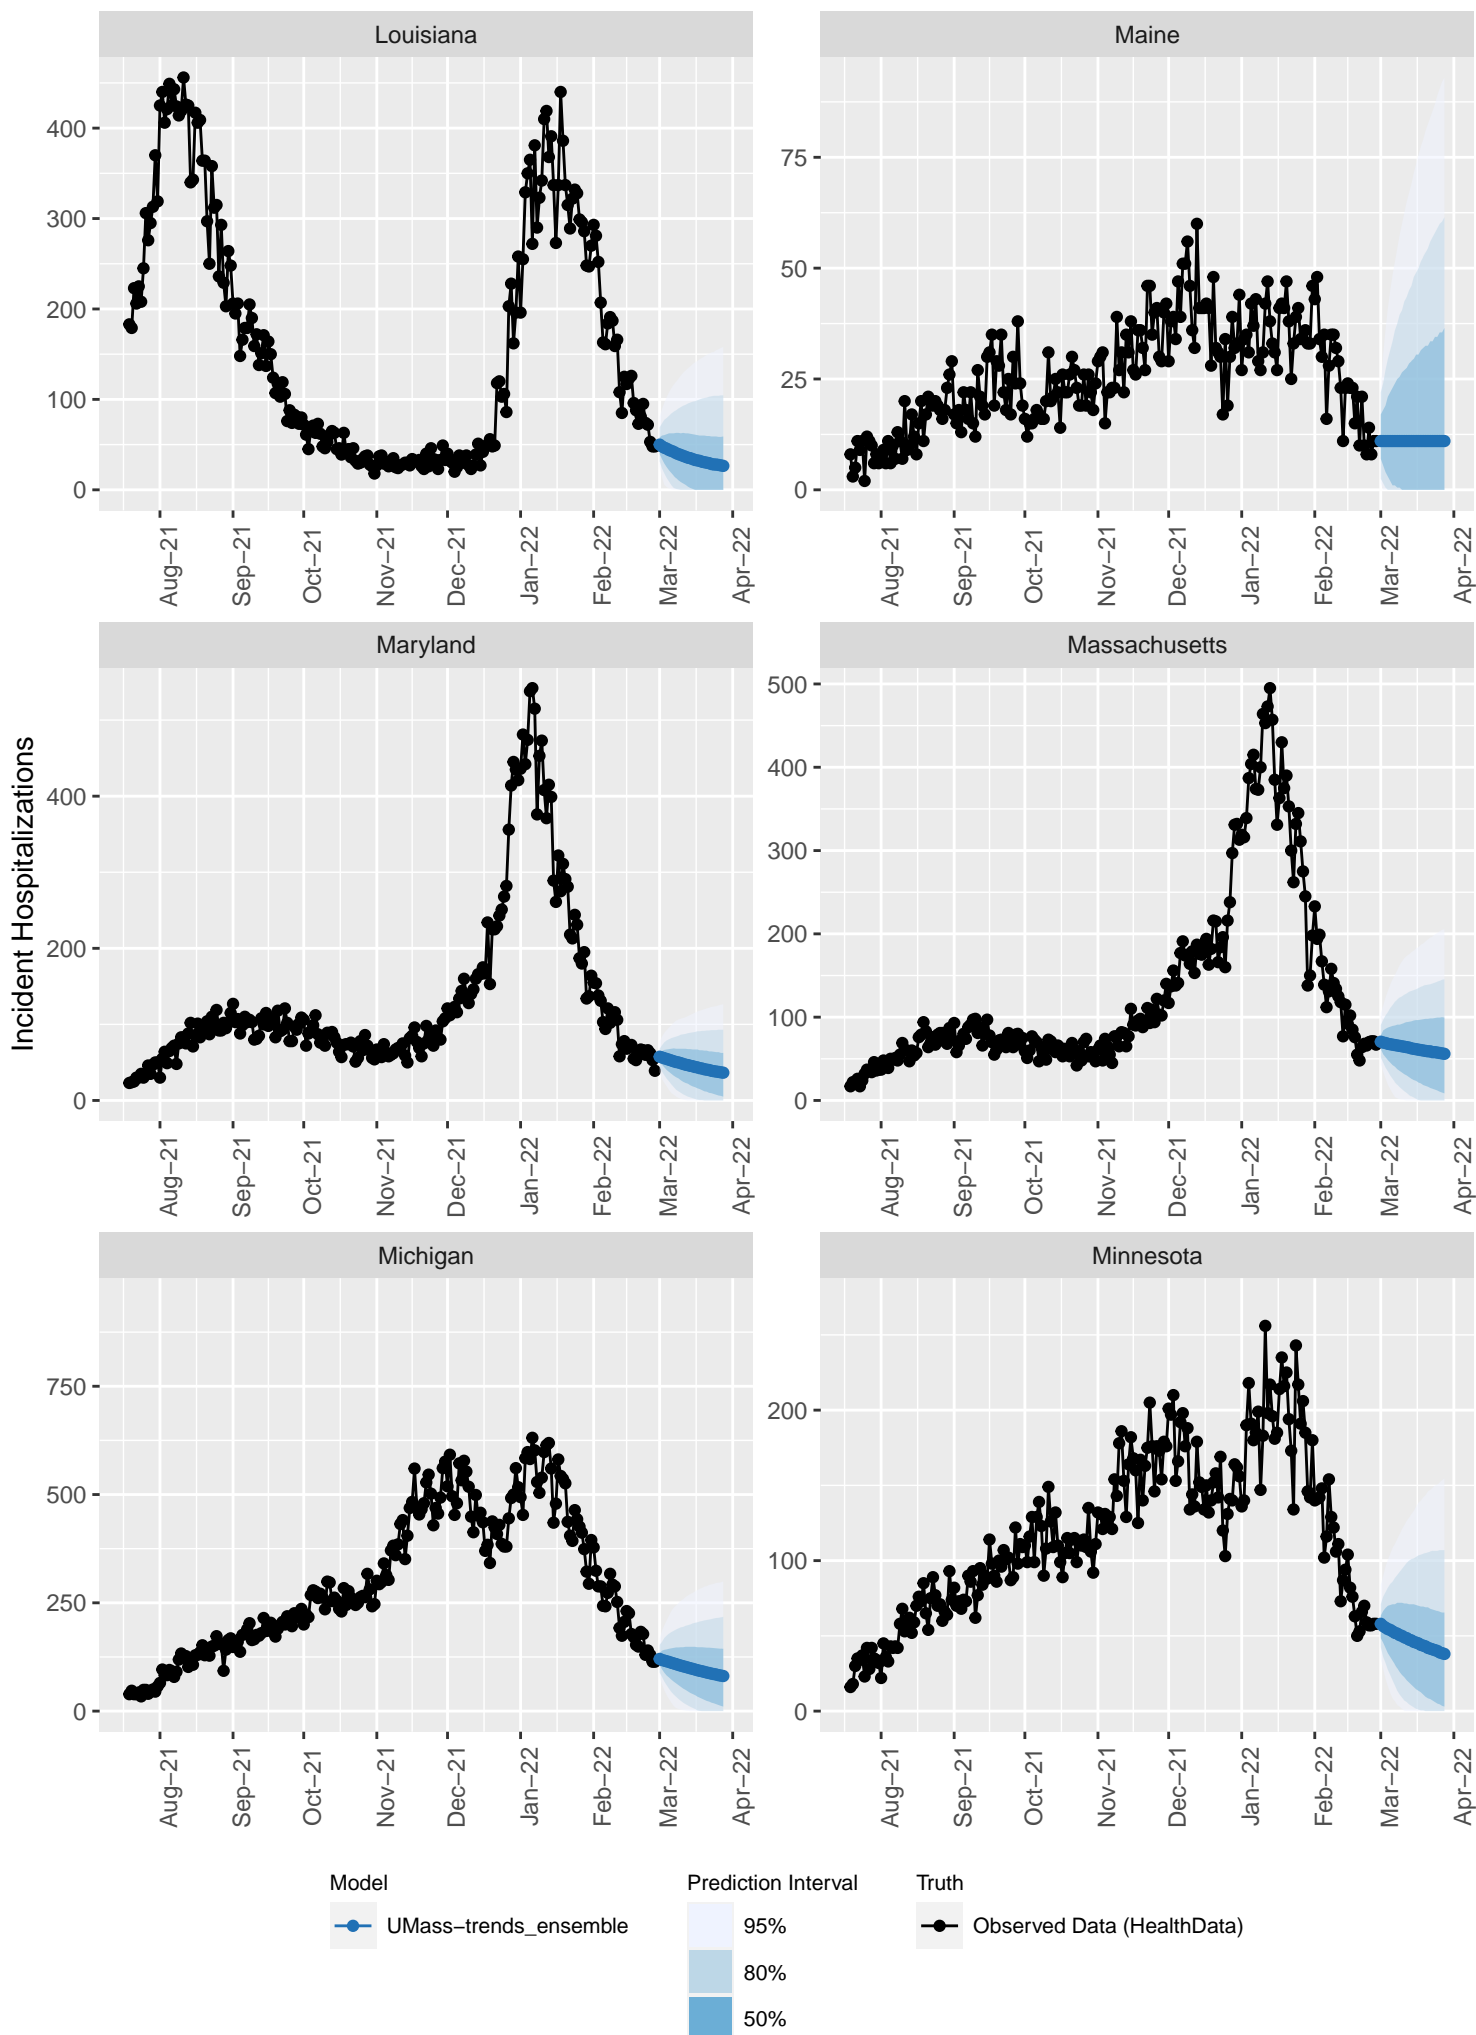 Louisiana
Maine
400
300
200
100
0
75
50
25
0
Aug−21
Sep−21
Oct−21
Nov−21
Dec−21
Jan−22
Feb−22
Mar−22
Apr−22
Aug−21
Sep−21
Oct−21
Nov−21
Dec−21
Jan−22
Feb−22
Mar−22
Apr−22
Incident Hospitalizations
Maryland
Massachusetts
400
200
0
500
400
300
200
100
0
Aug−21
Sep−21
Oct−21
Nov−21
Dec−21
Jan−22
Feb−22
Mar−22
Apr−22
Aug−21
Sep−21
Oct−21
Nov−21
Dec−21
Jan−22
Feb−22
Mar−22
Apr−22
Michigan
Minnesota
750
500
250
0
200
100
0
Aug−21
Sep−21
Oct−21
Nov−21
Dec−21
Jan−22
Feb−22
Mar−22
Apr−22
Aug−21
Sep−21
Oct−21
Nov−21
Dec−21
Jan−22
Feb−22
Mar−22
Apr−22
Model
UMass−trends_ensemble
Prediction Interval
95%
80%
50%
Truth
Observed Data (HealthData)